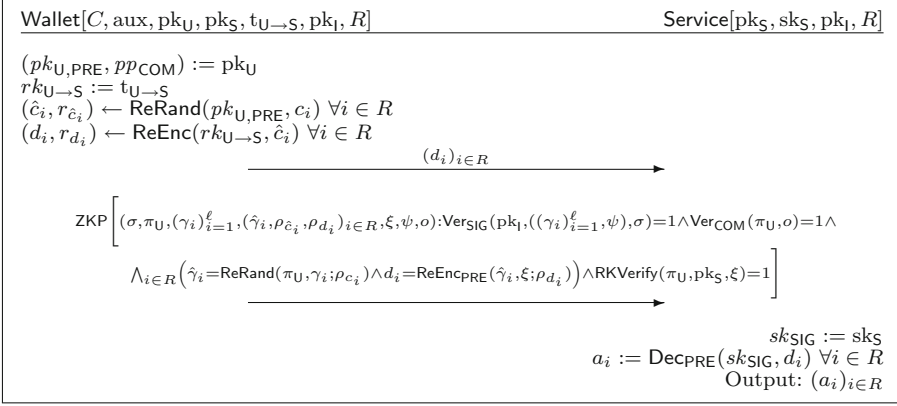 Wallet[C, aux, pk_U, pk_S, t_{U→S}, pk_I, R] Service[pk_S, sk_S, pk_I, R]
(pk_{U,PRE}, pp_{COM}) := pk_U
rk_{U→S} := t_{U→S}
(ĉ_i, r_{ĉ_i}) ← ReRand(pk_{U,PRE}, c_i) ∀i ∈ R
(d_i, r_{d_i}) ← ReEnc(rk_{U→S}, ĉ_i) ∀i ∈ R
(d_i)_{i∈R}
ZKP[(σ,π_U,(γ_i)_{i=1}^ℓ,(γ̂_i,ρ_{ĉ_i},ρ_{d_i})_{i∈R},ξ,ψ,o):Ver_{SIG}(pk_I,((γ_i)_{i=1}^ℓ,ψ),σ)=1∧Ver_{COM}(π_U,o)=1∧
⋀_{i∈R}(γ̂_i=ReRand(π_U,γ_i;ρ_{c_i})∧d_i=ReEnc_{PRE}(γ̂_i,ξ;ρ_{d_i}))∧RKVerify(π_U,pk_S,ξ)=1]
sk_{SIG} := sk_S
a_i := Dec_{PRE}(sk_{SIG}, d_i) ∀i ∈ R
Output: (a_i)_{i∈R}